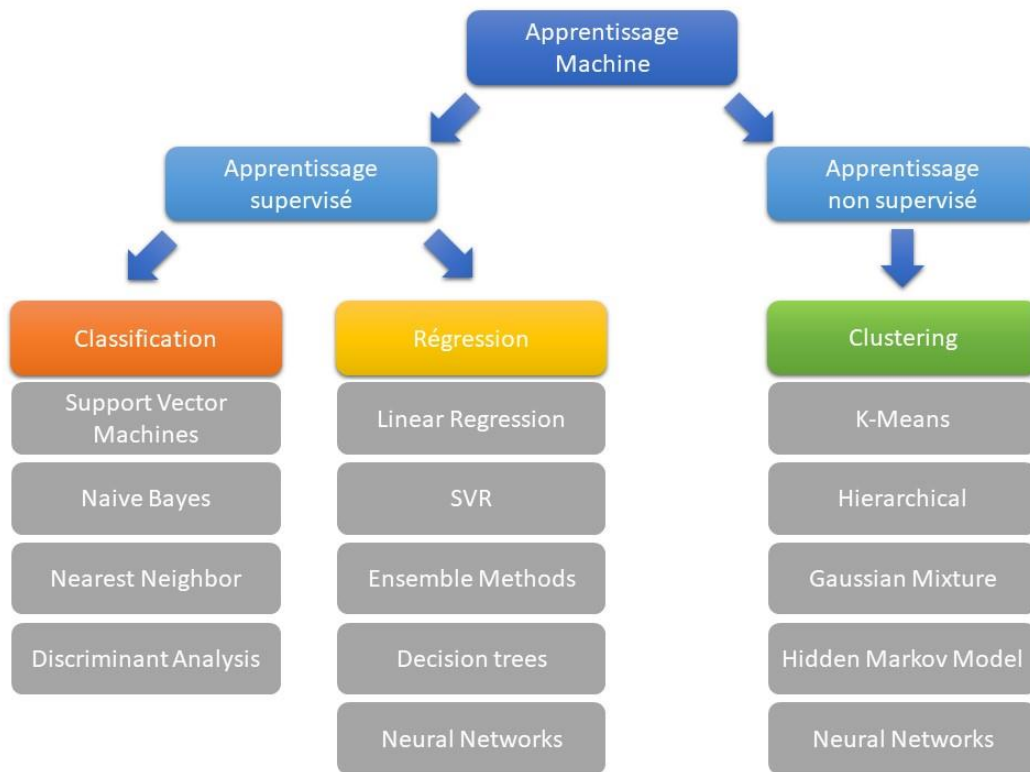 Apprentissage
Machine
Apprentissage
supervisé
Apprentissage
non supervisé
Classification
Régression
Clustering
Support Vector
Machines
Linear Regression
K-Means
Naive Bayes
SVR
Hierarchical
Nearest Neighbor
Ensemble Methods
Gaussian Mixture
Discriminant Analysis
Decision trees
Hidden Markov Model
Neural Networks
Neural Networks